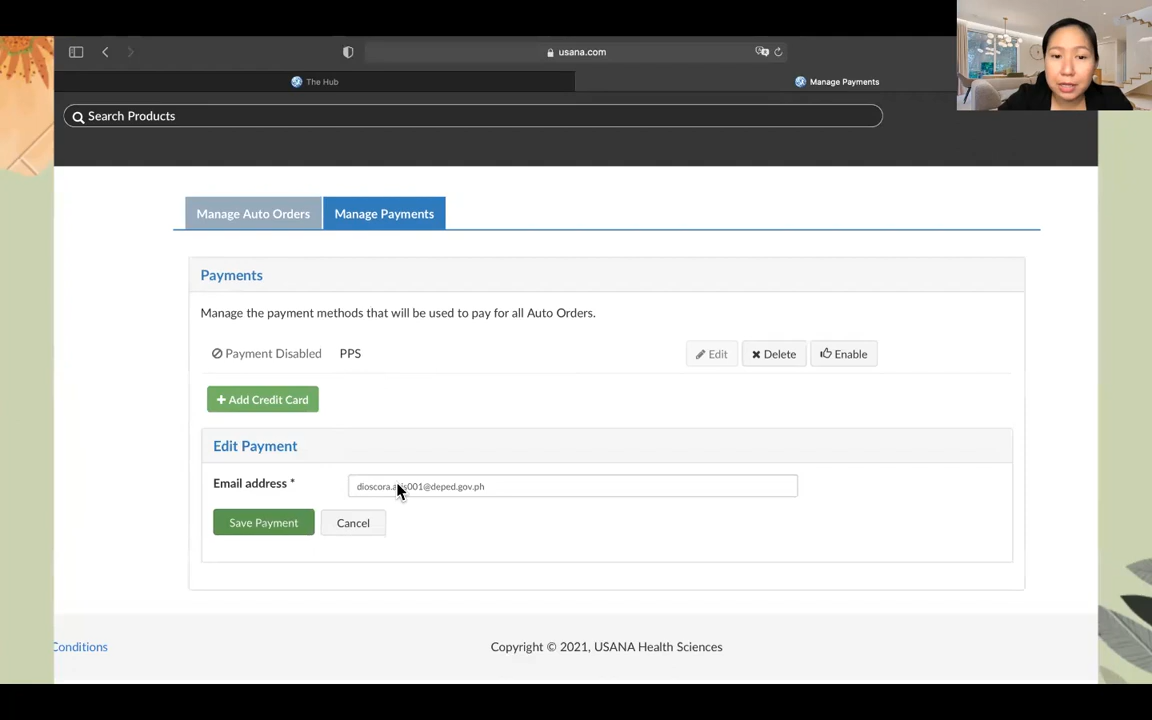 usana.com
The Hub
Manage Payments
Search Products
Manage Auto Orders
Manage Payments
Payments
Manage the payment methods that will be used to pay for all Auto Orders.
Payment Disabled PPS Edit Delete Enable
Add Credit Card
Edit Payment
Email address *
Save Payment Cancel
Conditions
Copyright © 2021, USANA Health Sciences